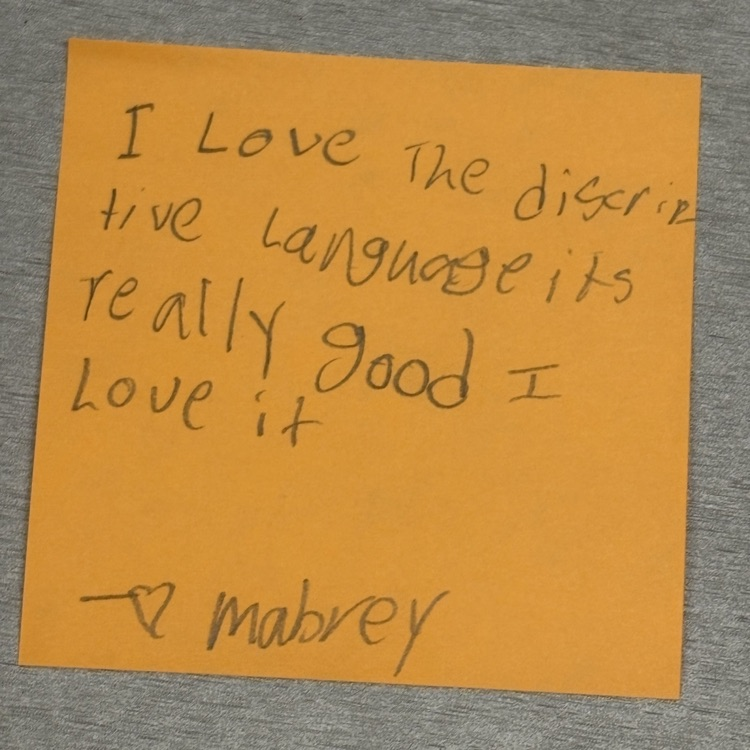 I Love The discrip
tive Language its
really good I
Love it
-♡ mabrey